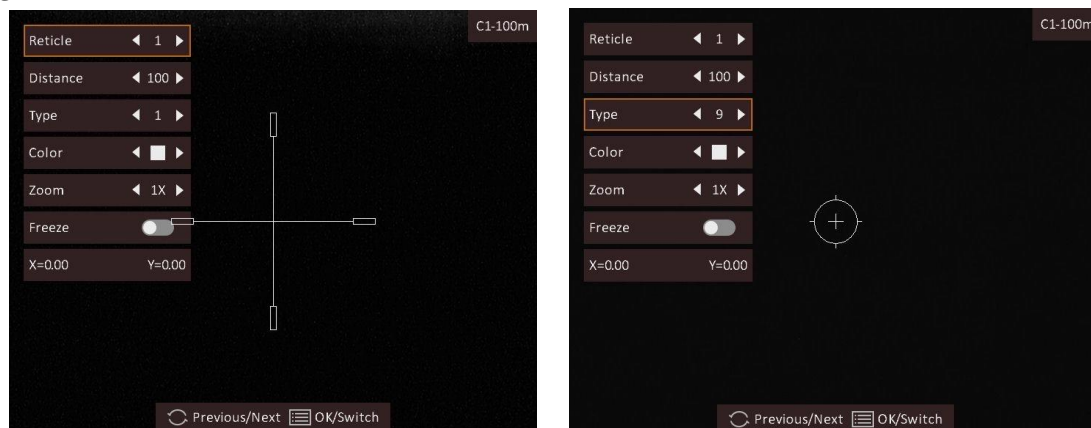 C1-100m
Reticle 1
Distance 100
Type 1
Color
Zoom 1X
Freeze
X=0.00 Y=0.00
Previous/Next OK/Switch
C1-100m
Reticle 1
Distance 100
Type 9
Color
Zoom 1X
Freeze
X=0.00 Y=0.00
Previous/Next OK/Switch